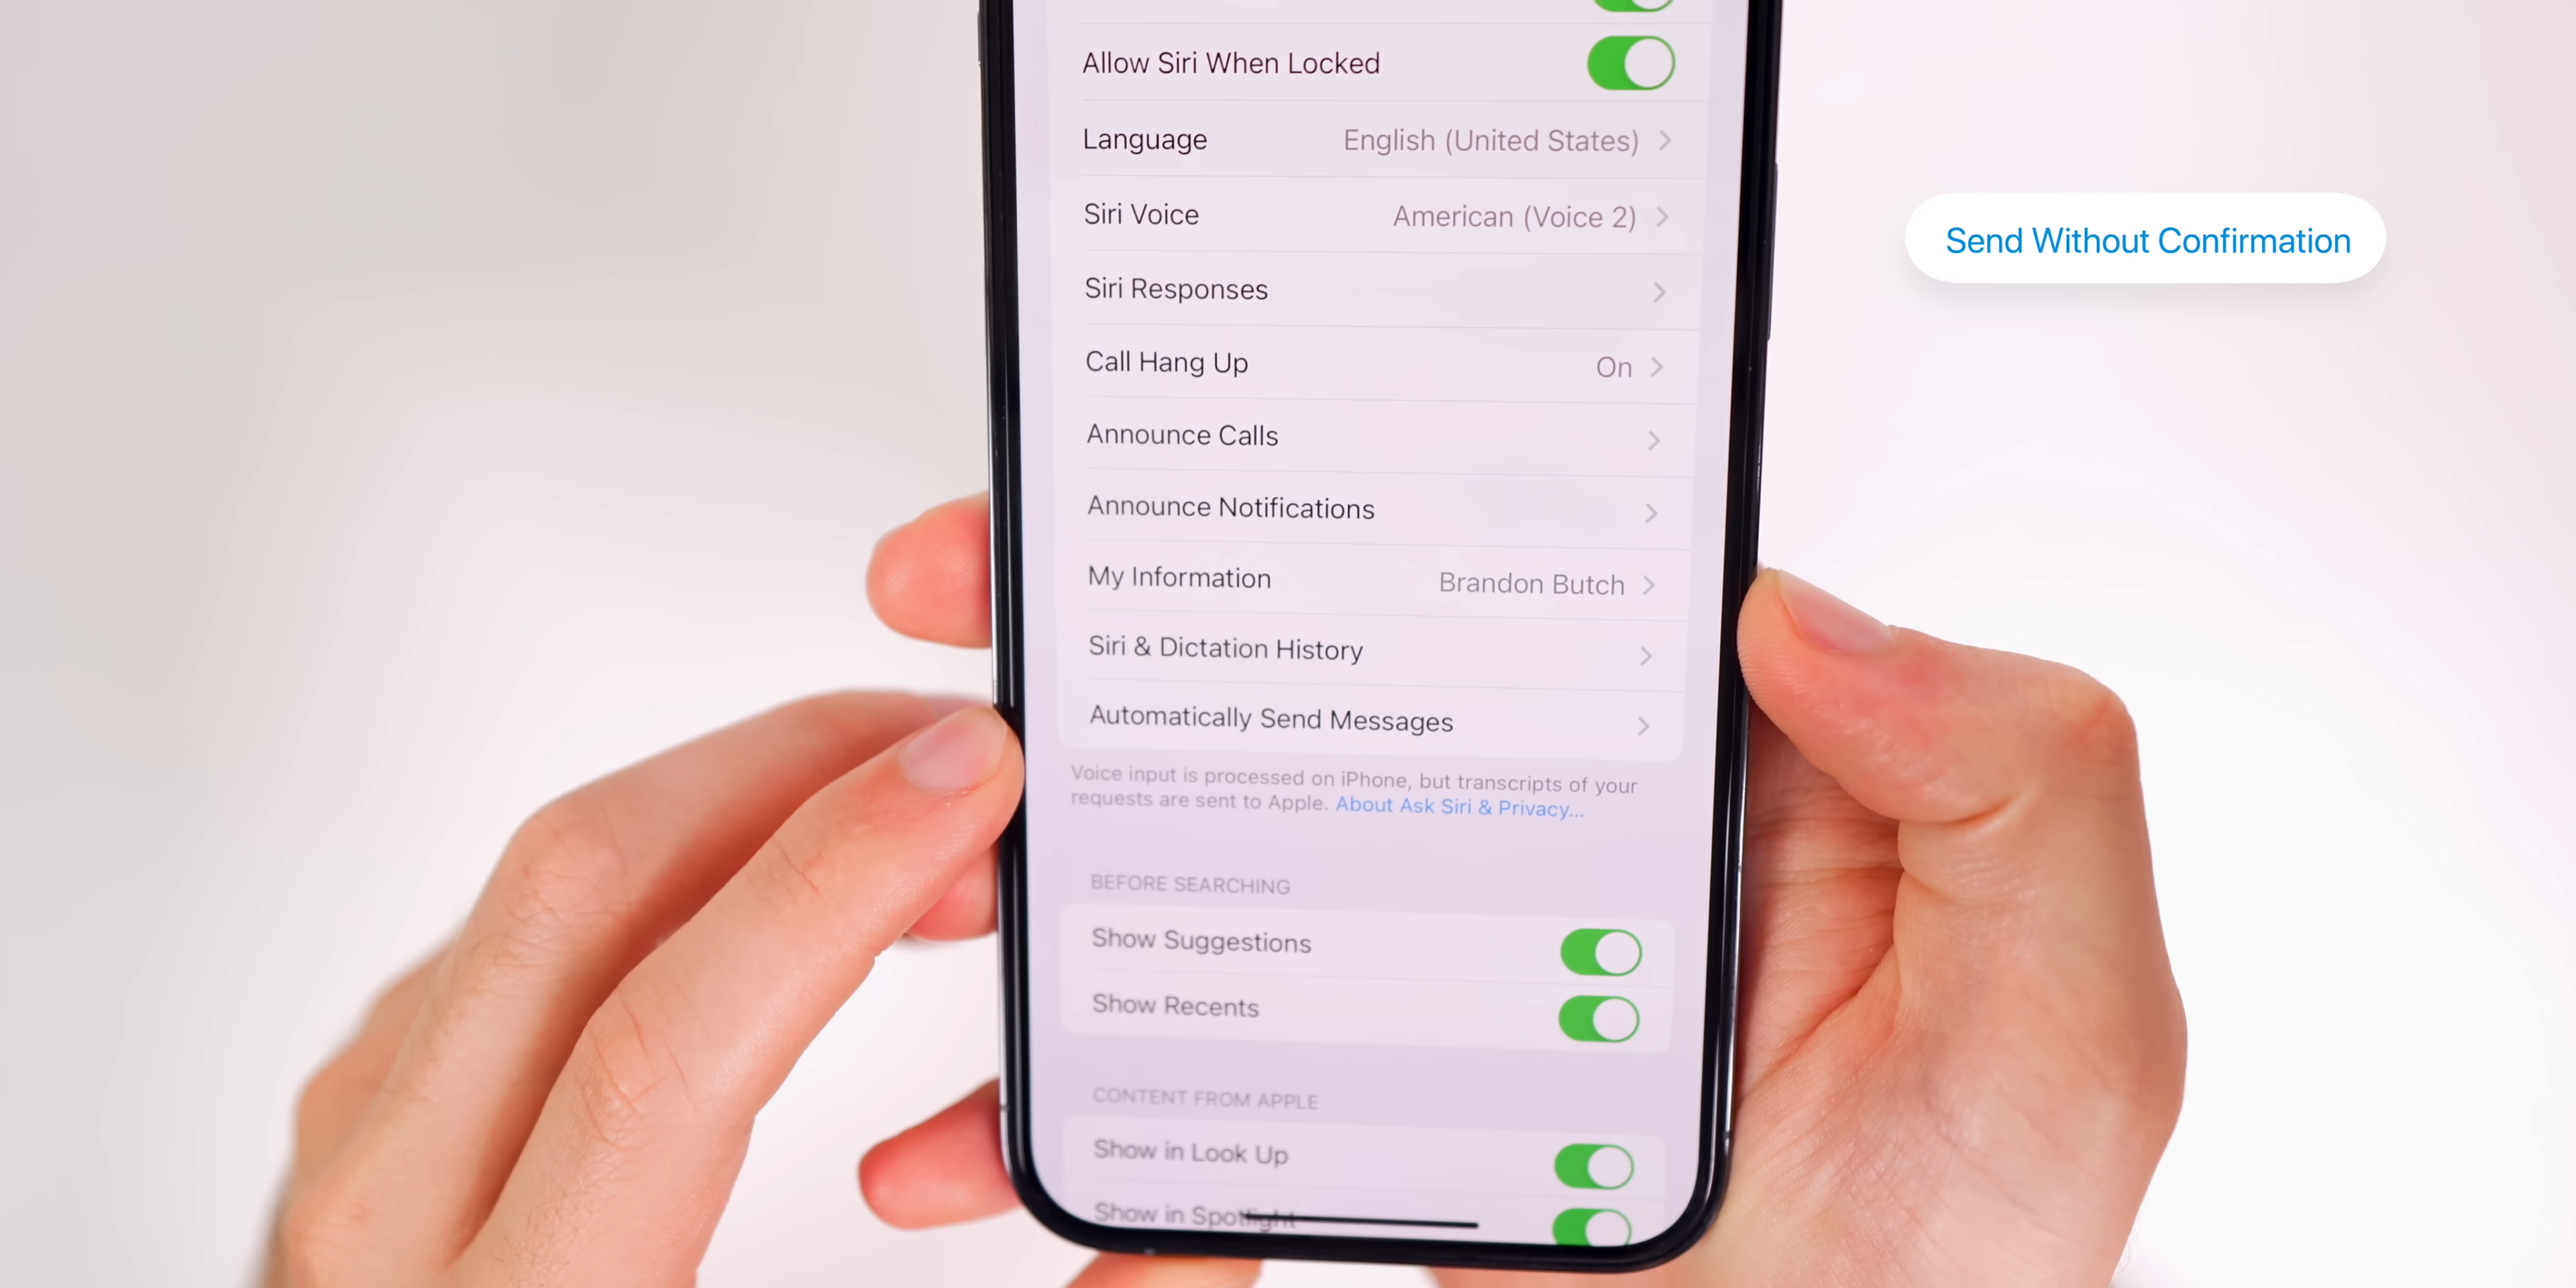 Allow Siri When Locked
Language English (United States)
Siri Voice American (Voice 2)
Send Without Confirmation
Siri Responses
Call Hang Up On
Announce Calls
Announce Notifications
My Information Brandon Butch
Siri & Dictation History
Automatically Send Messages
Voice input is processed on iPhone, but transcripts of your
requests are sent to Apple. About Ask Siri & Privacy...
BEFORE SEARCHING
Show Suggestions
Show Recents
CONTENT FROM APPLE
Show in Look Up
Show in Spotlight